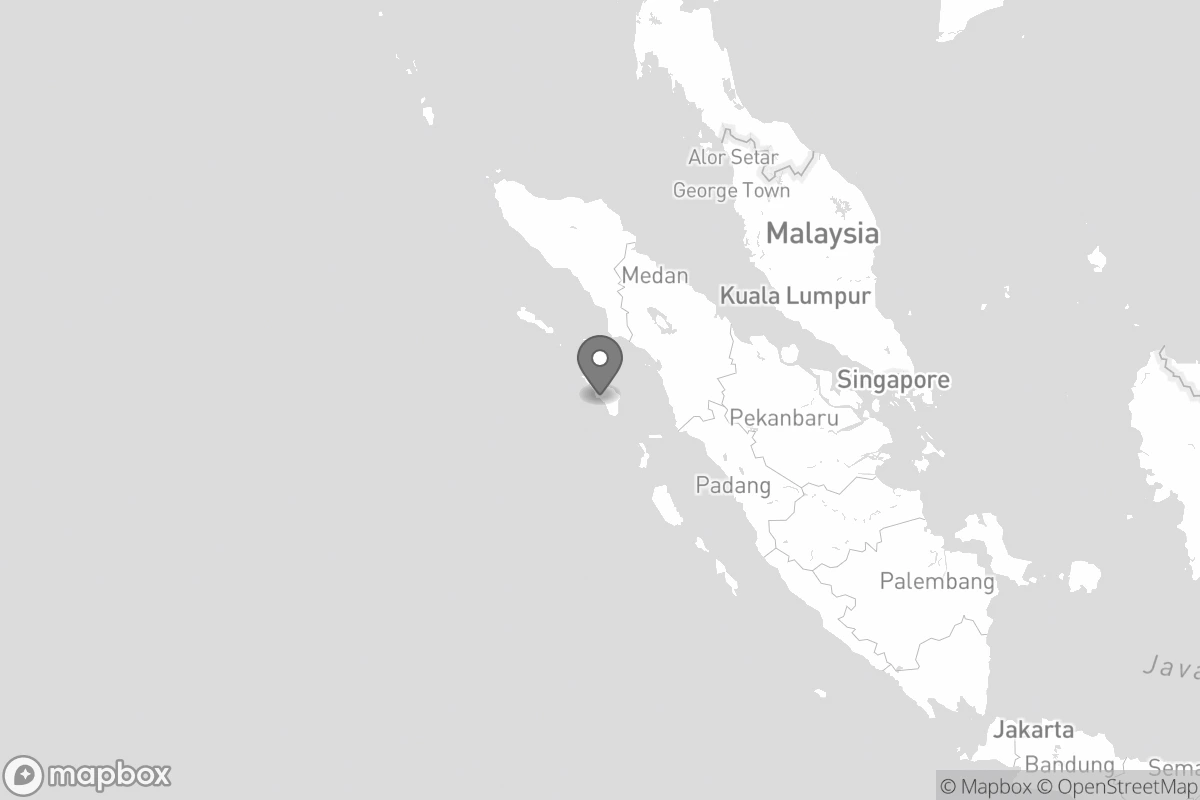 Alor Setar
George Town
Malaysia
Medan
Kuala Lumpur
Singapore
Pekanbaru
Padang
Palembang
Java
Jakarta
Bandung
Sema
mapbox
© Mapbox © OpenStreetMap